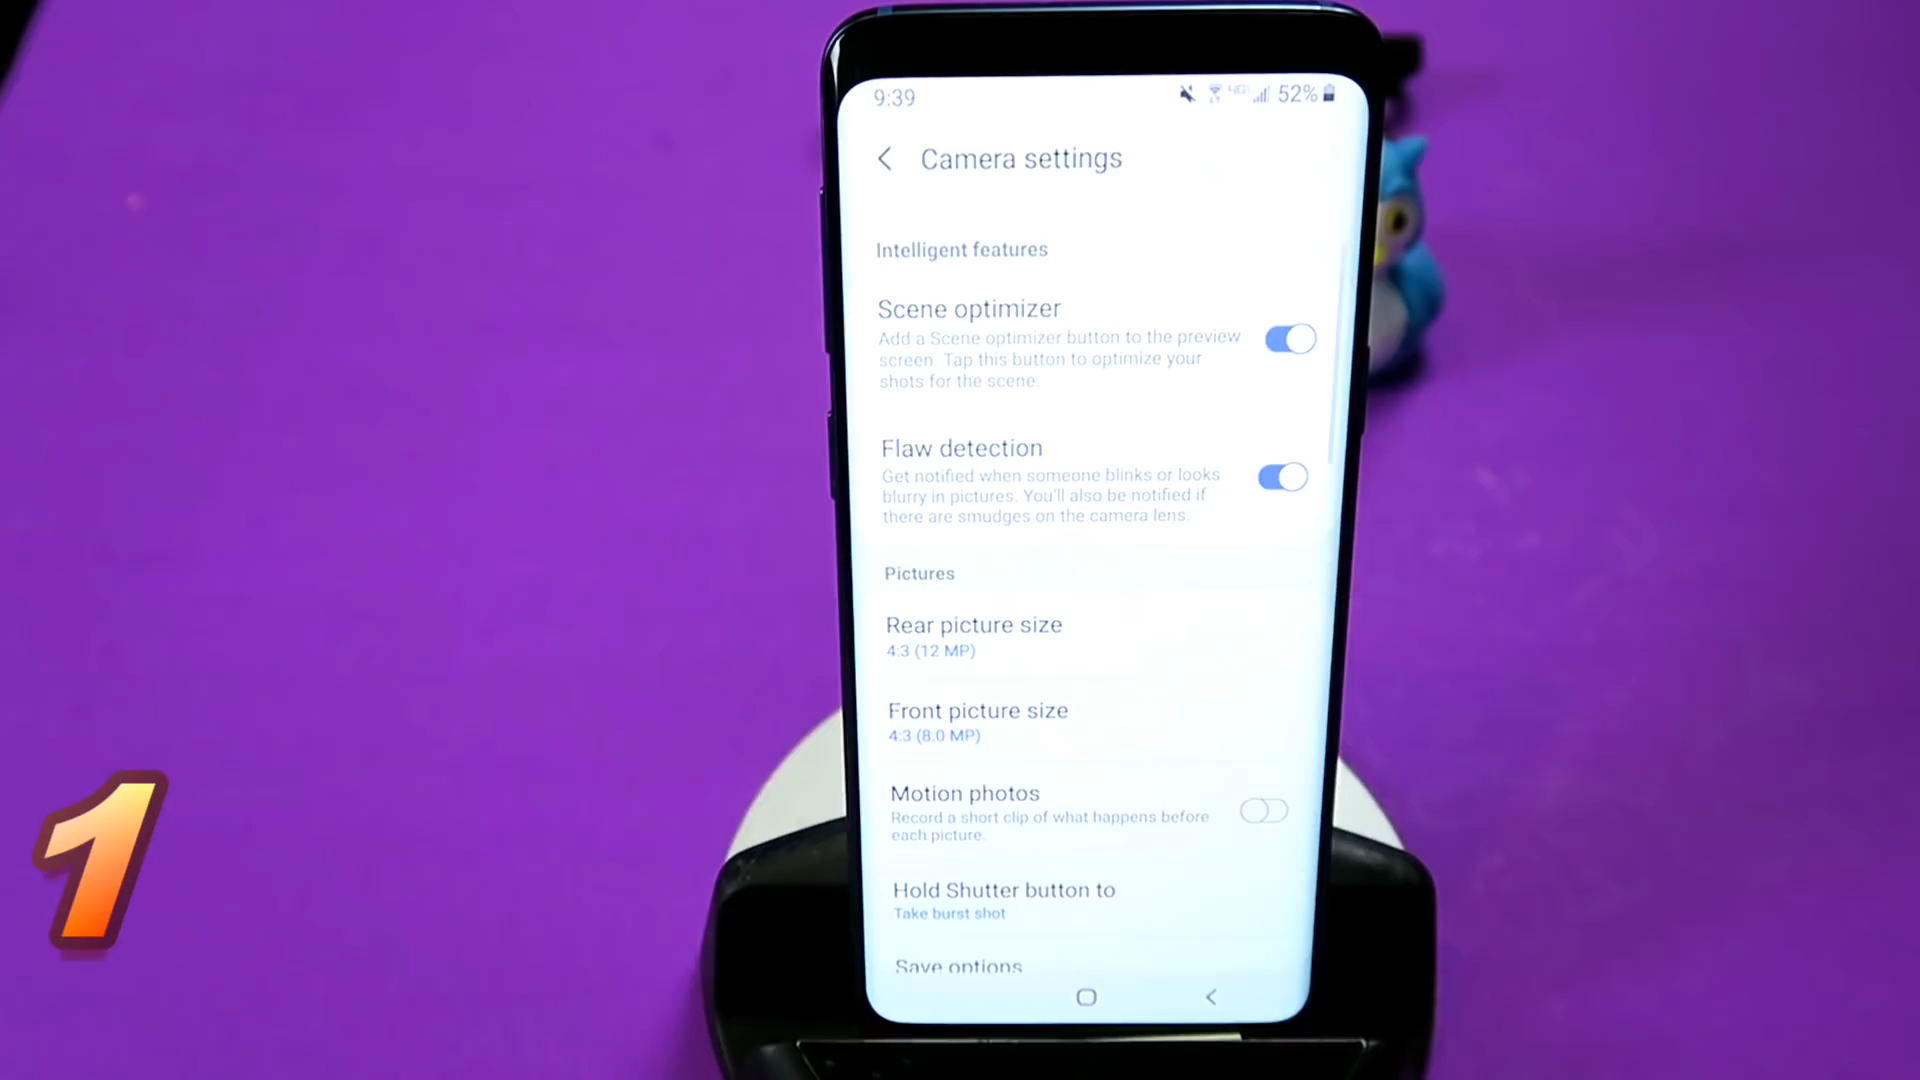 9:39
52%
Camera settings
Intelligent features
Scene optimizer
Add a Scene optimizer button to the preview
screen. Tap this button to optimize your
shots for the scene.
Flaw detection
Get notified when someone blinks or looks
blurry in pictures. You'll also be notified if
there are smudges on the camera lens.
Pictures
Rear picture size
4:3 (12 MP)
Front picture size
4:3 (8.0 MP)
Motion photos
Record a short clip of what happens before
each picture.
Hold Shutter button to
Take burst shot
Save options
1